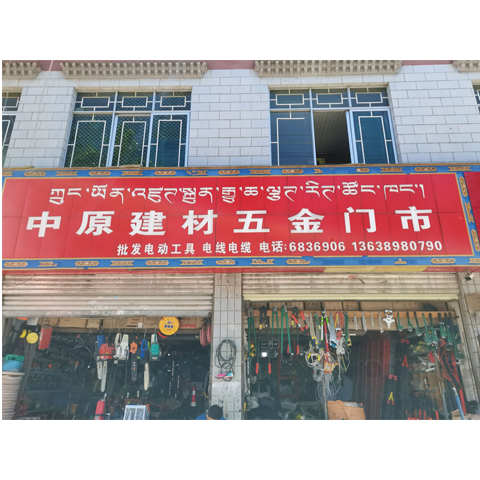 ཀྲུང་ཡོན་འཛུགས་སྐྲུན་རྒྱུ་ཆ་ལྕགས་རིགས་ཚོང་ཁང་།
中原建材五金门市
批发电动工具 电线电缆 电话:6836906 13638980790